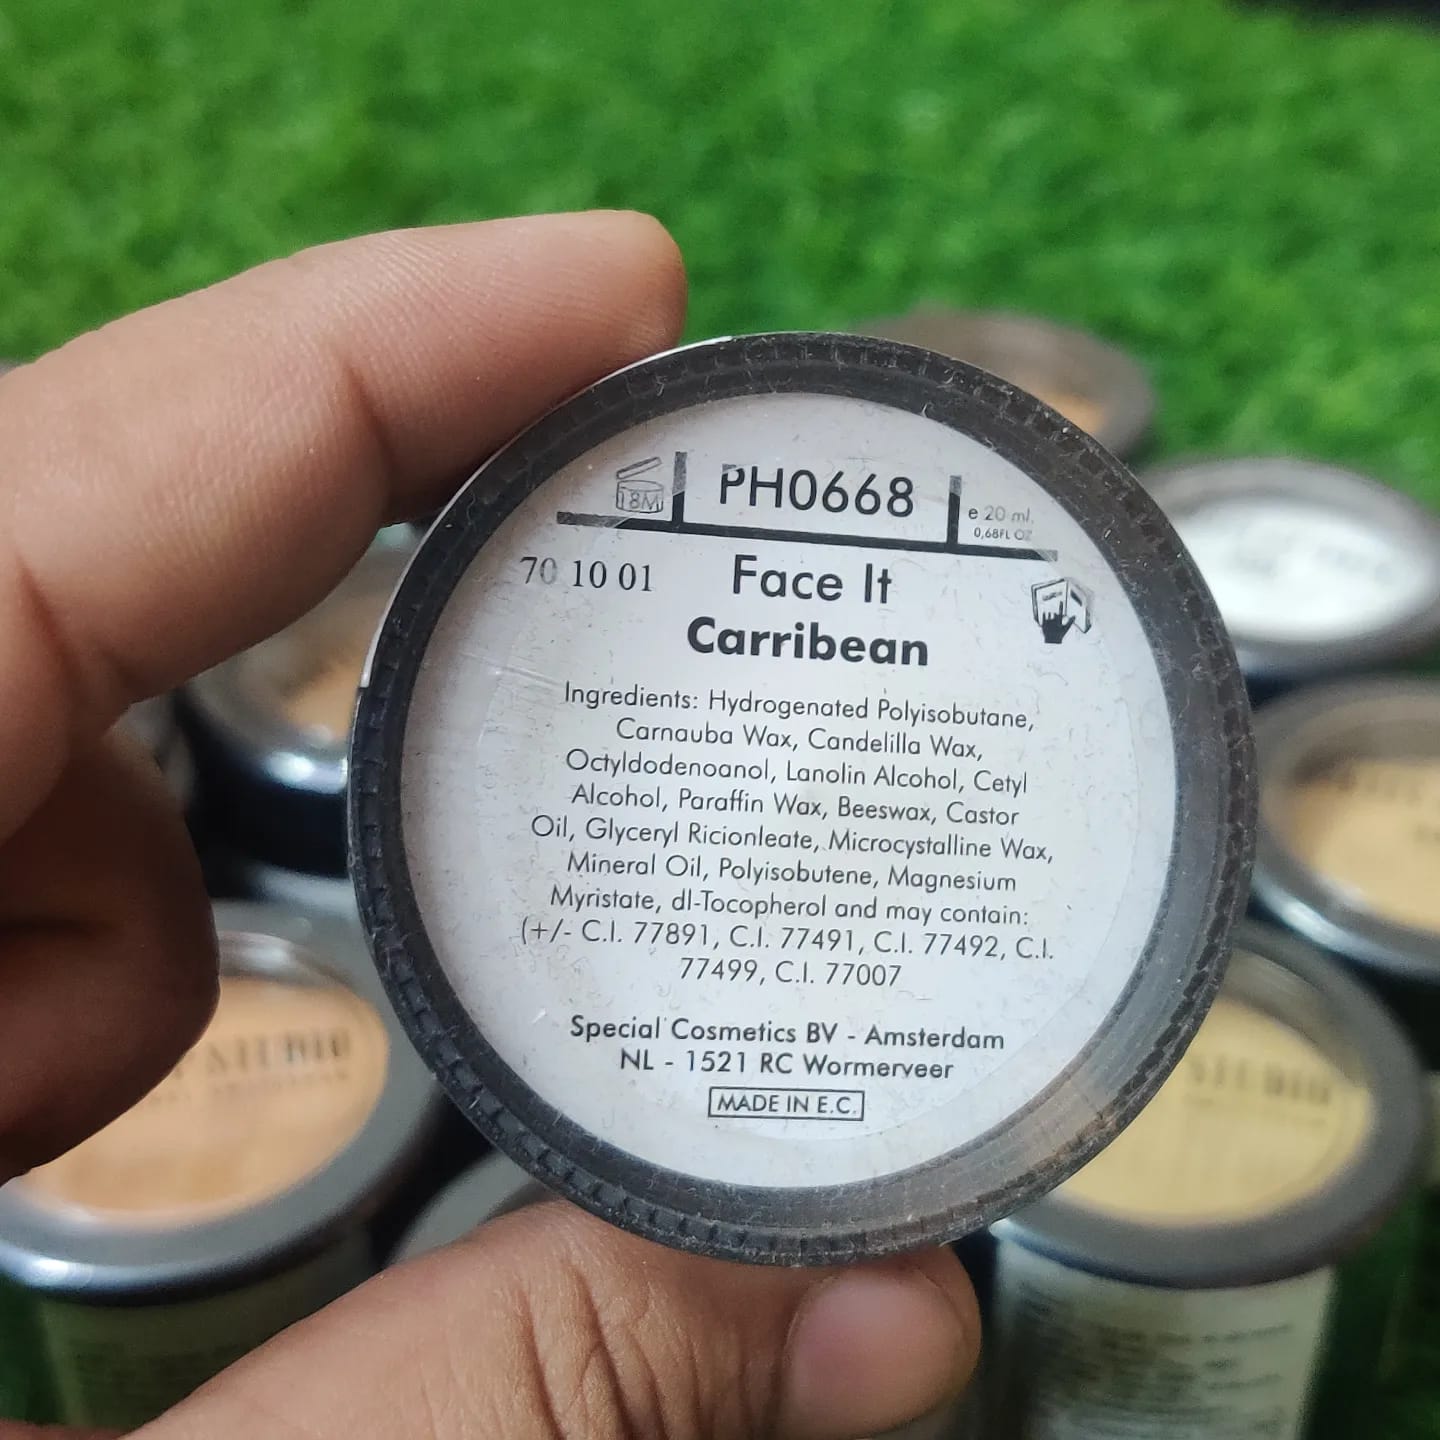 18M
PH0668
e 20 ml.
0,68FL OZ
70 10 01
Face It
Carribean
Ingredients: Hydrogenated Polyisobutane,
Carnauba Wax, Candelilla Wax,
Octyldodenoanol, Lanolin Alcohol, Cetyl
Alcohol, Paraffin Wax, Beeswax, Castor
Oil, Glyceryl Ricionleate, Microcystalline Wax,
Mineral Oil, Polyisobutene, Magnesium
Myristate, dl-Tocopherol and may contain:
(+/- C.I. 77891, C.I. 77491, C.I. 77492, C.I.
77499, C.I. 77007
Special Cosmetics BV - Amsterdam
NL - 1521 RC Wormerveer
MADE IN E.C.
STUDIO
STUDIO